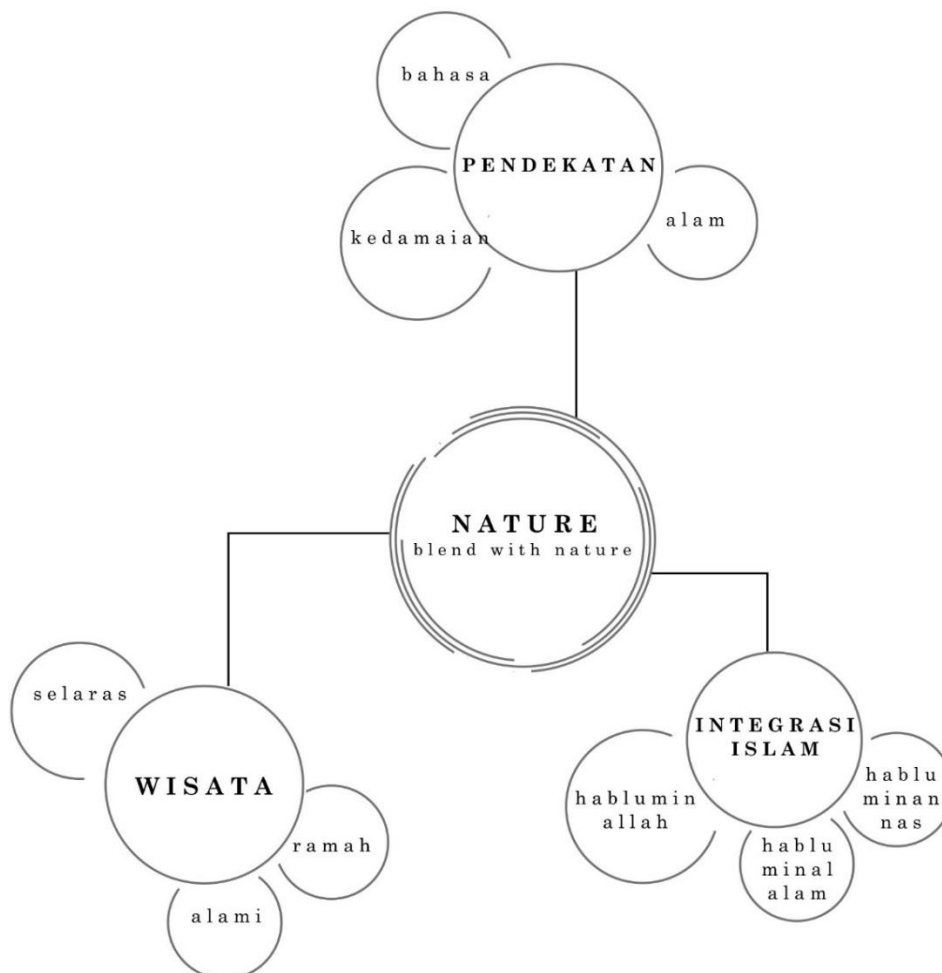 bahasa
PENDEKATAN
kedamaian
alam
NATURE
blend with nature
selaras
WISATA
ramah
alami
INTEGRASI
ISLAM
hablumin
allah
hablu
minal
alam
hablu
minan
nas